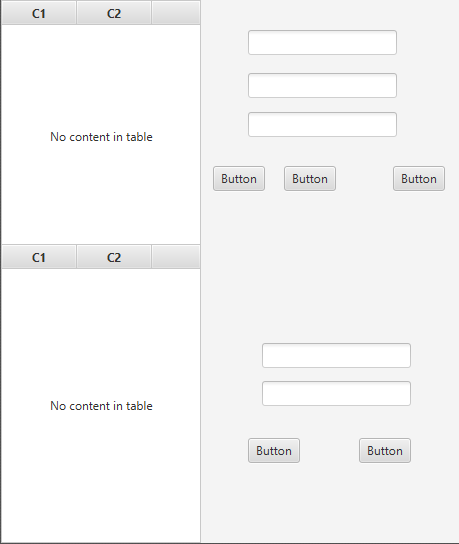 C1 C2
No content in table
Button Button Button
C1 C2
No content in table
Button Button